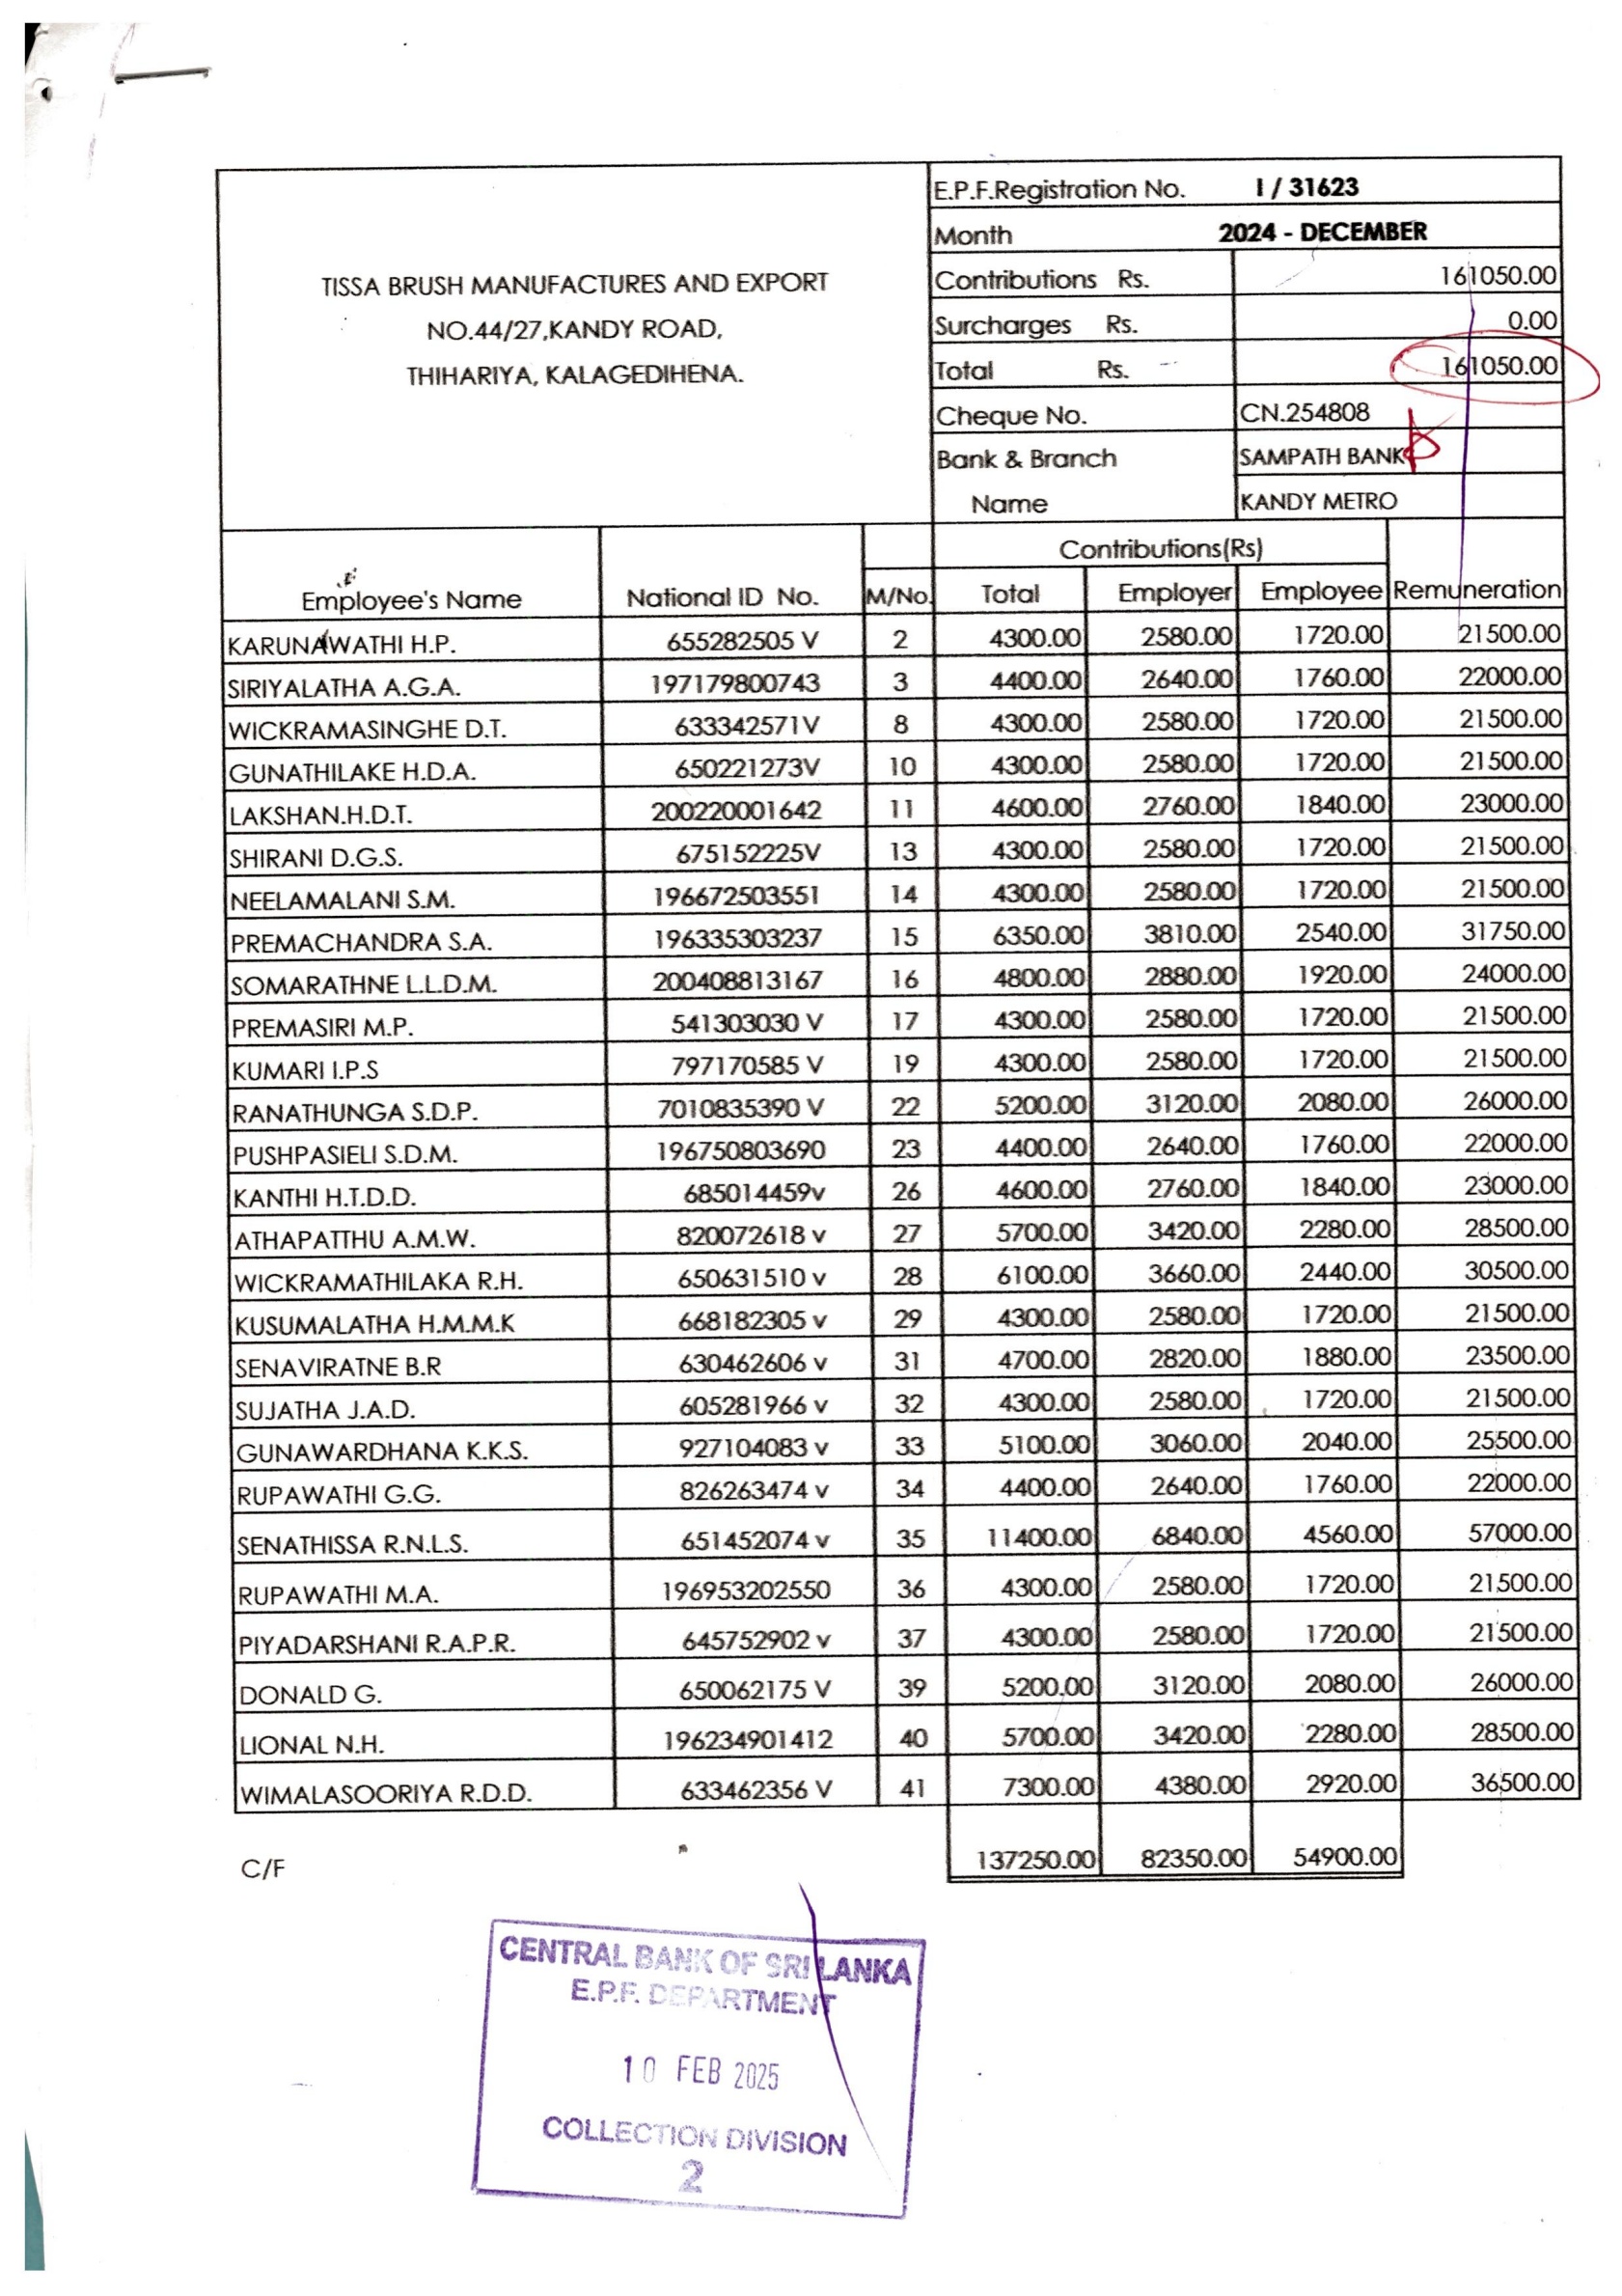 E.P.F.Registration No. I / 31623
Month 2024 - DECEMBER
TISSA BRUSH MANUFACTURES AND EXPORT
NO.44/27,KANDY ROAD,
THIHARIYA, KALAGEDIHENA.
Contributions Rs. 161050.00
Surcharges Rs. 0.00
Total Rs. 161050.00
Cheque No. CN.254808
Bank & Branch SAMPATH BANK
Name KANDY METRO
Contributions(Rs)
Employee's Name National ID No. M/No. Total Employer Employee Remuneration
KARUNAWATHI H.P. 655282505 V 2 4300.00 2580.00 1720.00 21500.00
SIRIYALATHA A.G.A. 197179800743 3 4400.00 2640.00 1760.00 22000.00
WICKRAMASINGHE D.T. 633342571V 8 4300.00 2580.00 1720.00 21500.00
GUNATHILAKE H.D.A. 650221273V 10 4300.00 2580.00 1720.00 21500.00
LAKSHAN.H.D.T. 200220001642 11 4600.00 2760.00 1840.00 23000.00
SHIRANI D.G.S. 675152225V 13 4300.00 2580.00 1720.00 21500.00
NEELAMALANI S.M. 196672503551 14 4300.00 2580.00 1720.00 21500.00
PREMACHANDRA S.A. 196335303237 15 6350.00 3810.00 2540.00 31750.00
SOMARATHNE L.L.D.M. 200408813167 16 4800.00 2880.00 1920.00 24000.00
PREMASIRI M.P. 541303030 V 17 4300.00 2580.00 1720.00 21500.00
KUMARI I.P.S 797170585 V 19 4300.00 2580.00 1720.00 21500.00
RANATHUNGA S.D.P. 7010835390 V 22 5200.00 3120.00 2080.00 26000.00
PUSHPASIELI S.D.M. 196750803690 23 4400.00 2640.00 1760.00 22000.00
KANTHI H.T.D.D. 685014459v 26 4600.00 2760.00 1840.00 23000.00
ATHAPATTHU A.M.W. 820072618 v 27 5700.00 3420.00 2280.00 28500.00
WICKRAMATHILAKA R.H. 650631510 v 28 6100.00 3660.00 2440.00 30500.00
KUSUMALATHA H.M.M.K 668182305 v 29 4300.00 2580.00 1720.00 21500.00
SENAVIRATNE B.R 630462606 v 31 4700.00 2820.00 1880.00 23500.00
SUJATHA J.A.D. 605281966 v 32 4300.00 2580.00 1720.00 21500.00
GUNAWARDHANA K.K.S. 927104083 v 33 5100.00 3060.00 2040.00 25500.00
RUPAWATHI G.G. 826263474 v 34 4400.00 2640.00 1760.00 22000.00
SENATHISSA R.N.L.S. 651452074 v 35 11400.00 6840.00 4560.00 57000.00
RUPAWATHI M.A. 196953202550 36 4300.00 2580.00 1720.00 21500.00
PIYADARSHANI R.A.P.R. 645752902 v 37 4300.00 2580.00 1720.00 21500.00
DONALD G. 650062175 V 39 5200.00 3120.00 2080.00 26000.00
LIONAL N.H. 196234901412 40 5700.00 3420.00 2280.00 28500.00
WIMALASOORIYA R.D.D. 633462356 V 41 7300.00 4380.00 2920.00 36500.00
C/F 137250.00 82350.00 54900.00
CENTRAL BANK OF SRI LANKA
E.P.F. DEPARTMENT
10 FEB 2025
COLLECTION DIVISION
2